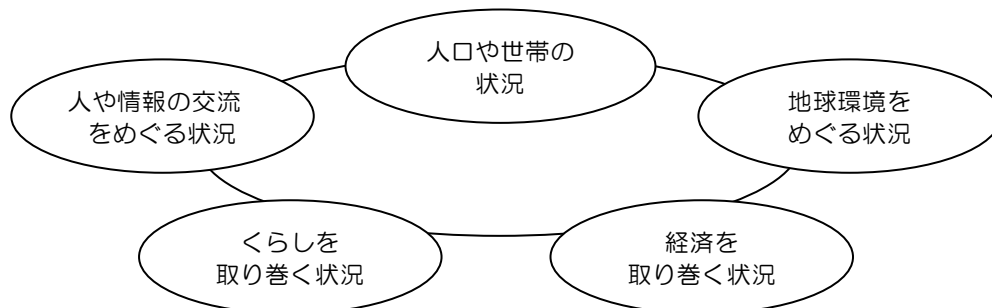 人口や世帯の
状況
人や情報の交流
をめぐる状況
地球環境を
めぐる状況
くらしを
取り巻く状況
経済を
取り巻く状況